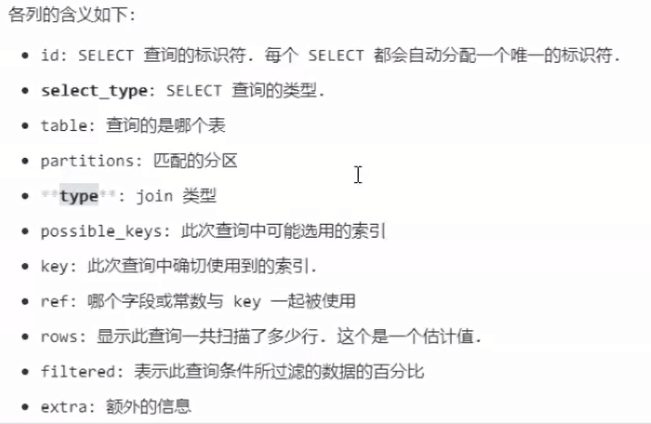 各列的含义如下:
• id: SELECT 查询的标识符. 每个 SELECT 都会自动分配一个唯一的标识符.
• select_type: SELECT 查询的类型.
• table: 查询的是哪个表
• partitions: 匹配的分区
• **type**: join 类型
• possible_keys: 此次查询中可能选用的索引
• key: 此次查询中确切使用到的索引.
• ref: 哪个字段或常数与 key 一起被使用
• rows: 显示此查询一共扫描了多少行. 这个是一个估计值.
• filtered: 表示此查询条件所过滤的数据的百分比
• extra: 额外的信息